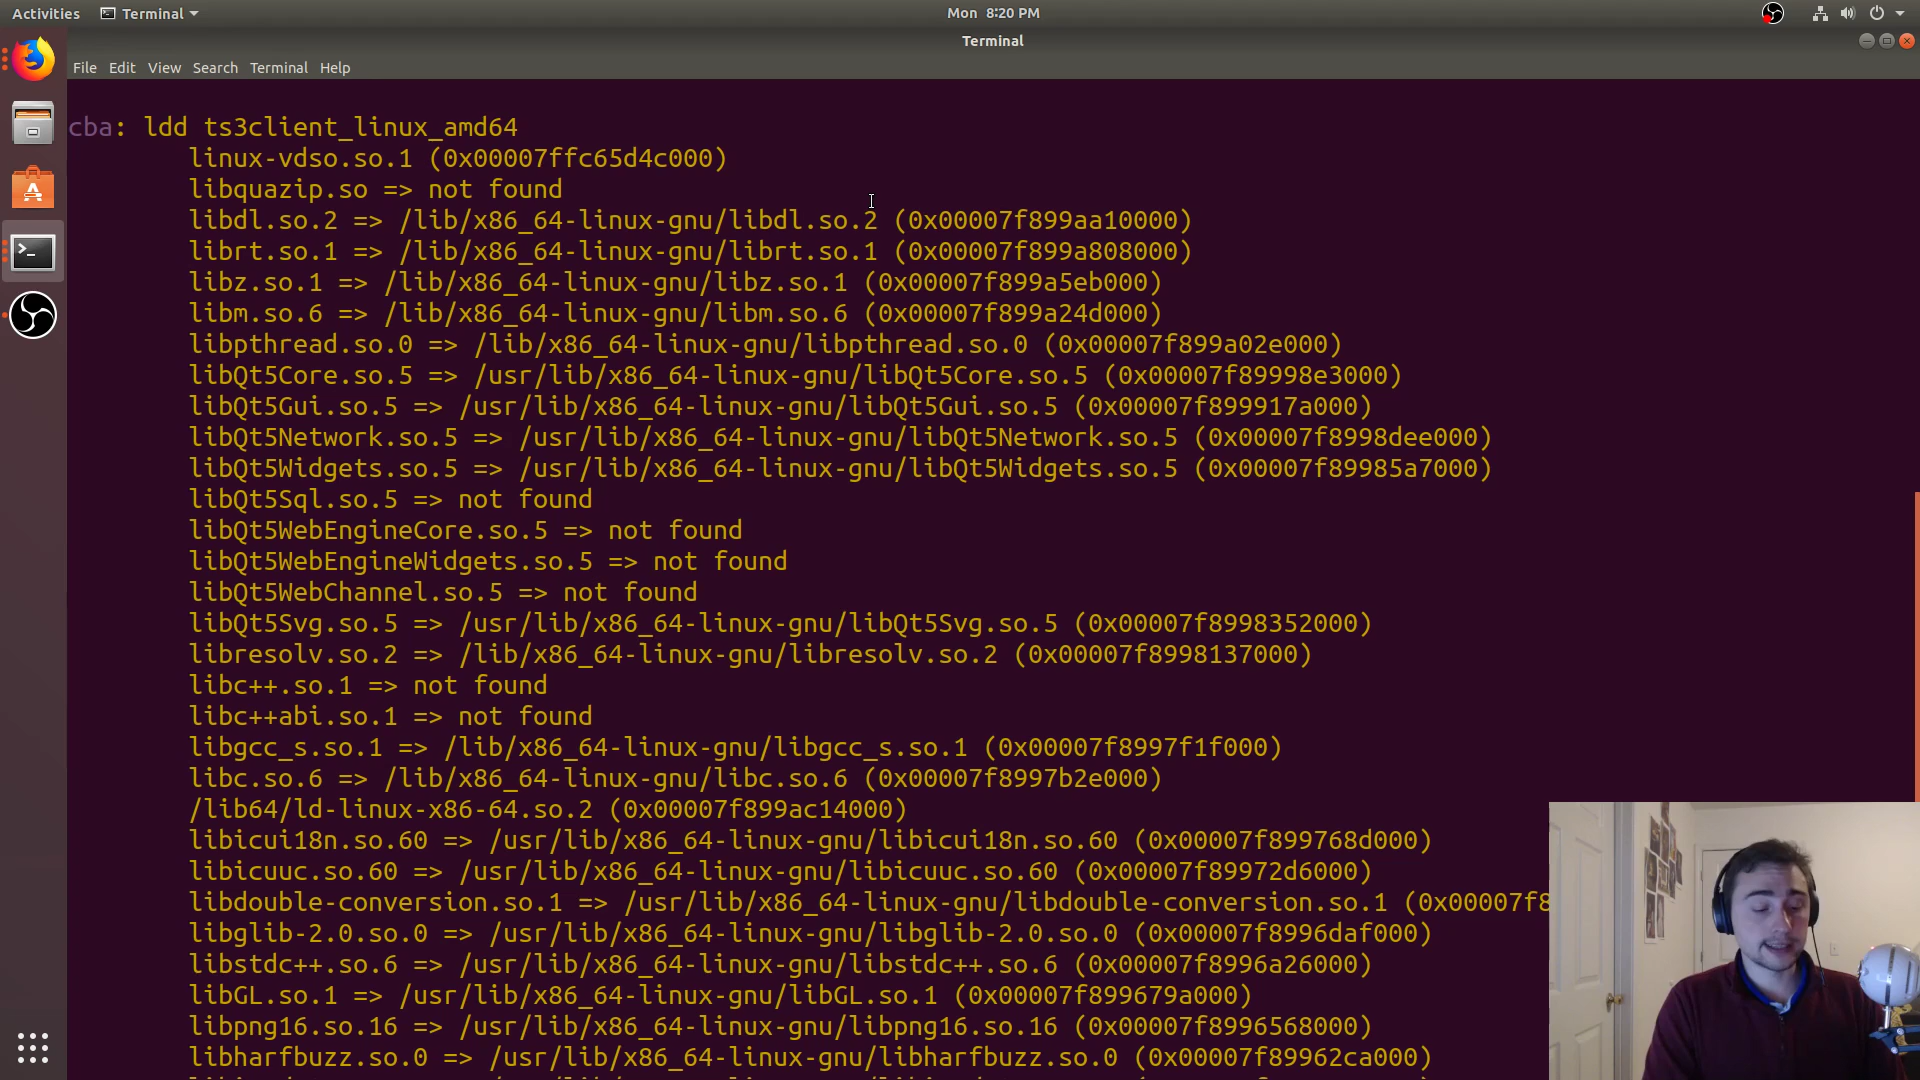 Activities Terminal Mon 8:20 PM
Terminal
File Edit View Search Terminal Help
cba: ldd ts3client_linux_amd64
linux-vdso.so.1 (0x00007ffc65d4c000)
libquazip.so => not found
libdl.so.2 => /lib/x86_64-linux-gnu/libdl.so.2 (0x00007f899aa10000)
librt.so.1 => /lib/x86_64-linux-gnu/librt.so.1 (0x00007f899a808000)
libz.so.1 => /lib/x86_64-linux-gnu/libz.so.1 (0x00007f899a5eb000)
libm.so.6 => /lib/x86_64-linux-gnu/libm.so.6 (0x00007f899a24d000)
libpthread.so.0 => /lib/x86_64-linux-gnu/libpthread.so.0 (0x00007f899a02e000)
libQt5Core.so.5 => /usr/lib/x86_64-linux-gnu/libQt5Core.so.5 (0x00007f89998e3000)
libQt5Gui.so.5 => /usr/lib/x86_64-linux-gnu/libQt5Gui.so.5 (0x00007f899917a000)
libQt5Network.so.5 => /usr/lib/x86_64-linux-gnu/libQt5Network.so.5 (0x00007f8998dee000)
libQt5Widgets.so.5 => /usr/lib/x86_64-linux-gnu/libQt5Widgets.so.5 (0x00007f89985a7000)
libQt5Sql.so.5 => not found
libQt5WebEngineCore.so.5 => not found
libQt5WebEngineWidgets.so.5 => not found
libQt5WebChannel.so.5 => not found
libQt5Svg.so.5 => /usr/lib/x86_64-linux-gnu/libQt5Svg.so.5 (0x00007f8998352000)
libresolv.so.2 => /lib/x86_64-linux-gnu/libresolv.so.2 (0x00007f8998137000)
libc++.so.1 => not found
libc++abi.so.1 => not found
libgcc_s.so.1 => /lib/x86_64-linux-gnu/libgcc_s.so.1 (0x00007f8997f1f000)
libc.so.6 => /lib/x86_64-linux-gnu/libc.so.6 (0x00007f8997b2e000)
/lib64/ld-linux-x86-64.so.2 (0x00007f899ac14000)
libicui18n.so.60 => /usr/lib/x86_64-linux-gnu/libicui18n.so.60 (0x00007f899768d000)
libicuuc.so.60 => /usr/lib/x86_64-linux-gnu/libicuuc.so.60 (0x00007f89972d6000)
libdouble-conversion.so.1 => /usr/lib/x86_64-linux-gnu/libdouble-conversion.so.1 (0x00007f8
libglib-2.0.so.0 => /usr/lib/x86_64-linux-gnu/libglib-2.0.so.0 (0x00007f8996daf000)
libstdc++.so.6 => /usr/lib/x86_64-linux-gnu/libstdc++.so.6 (0x00007f8996a26000)
libGL.so.1 => /usr/lib/x86_64-linux-gnu/libGL.so.1 (0x00007f899679a000)
libpng16.so.16 => /usr/lib/x86_64-linux-gnu/libpng16.so.16 (0x00007f8996568000)
libharfbuzz.so.0 => /usr/lib/x86_64-linux-gnu/libharfbuzz.so.0 (0x00007f89962ca000)